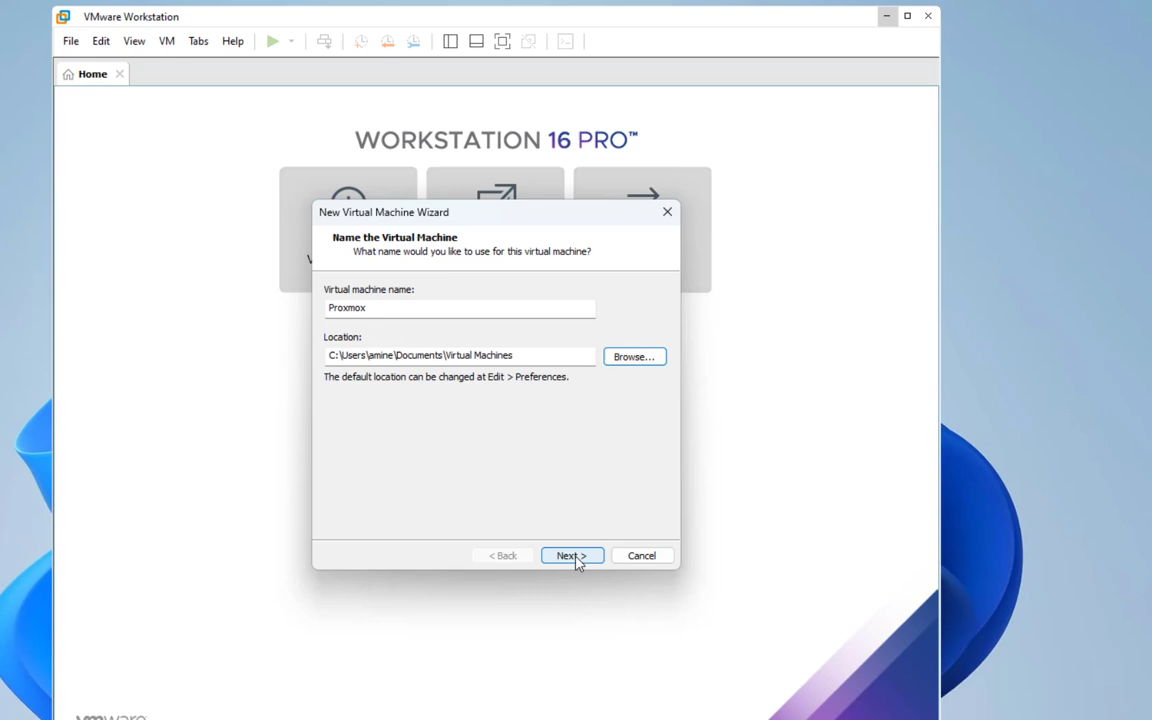 VMware Workstation
File Edit View VM Tabs Help
Home
WORKSTATION 16 PRO™
New Virtual Machine Wizard
Name the Virtual Machine
What name would you like to use for this virtual machine?
Virtual machine name:
Proxmox
Location:
C:\Users\amine\Documents\Virtual Machines
Browse...
The default location can be changed at Edit > Preferences.
< Back Next > Cancel
vmware